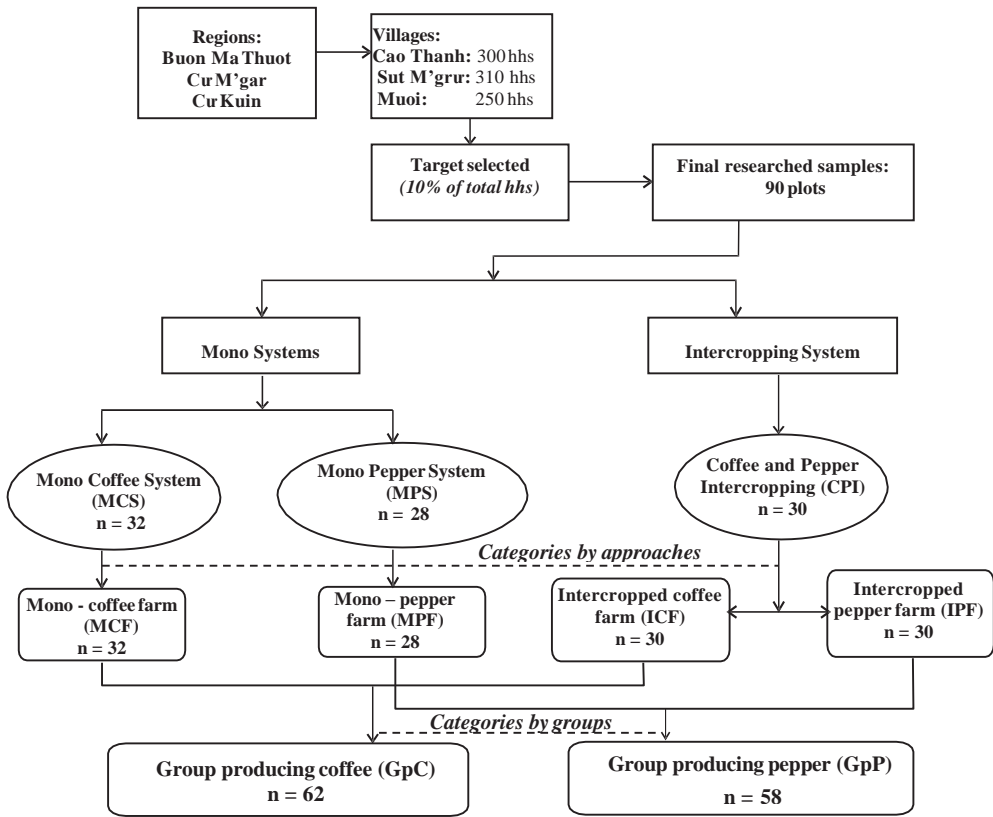 Regions:
Buon Ma Thuot
Cư M'gar
Cư Kuin
Villages:
Cao Thanh: 300 hhs
Sut M'grư: 310 hhs
Muoi: 250 hhs
Target selected
(10% of total hhs)
Final researched samples:
90 plots
Mono Systems
Intercropping System
Mono Coffee System
(MCS)
n = 32
Mono Pepper System
(MPS)
n = 28
Coffee and Pepper
Intercropping (CPI)
n = 30
Categories by approaches
Mono - coffee farm
(MCF)
n = 32
Mono – pepper
farm (MPF)
n = 28
Intercropped coffee
farm (ICF)
n = 30
Intercropped
pepper farm (IPF)
n = 30
Categories by groups
Group producing coffee (GpC)
n = 62
Group producing pepper (GpP)
n = 58